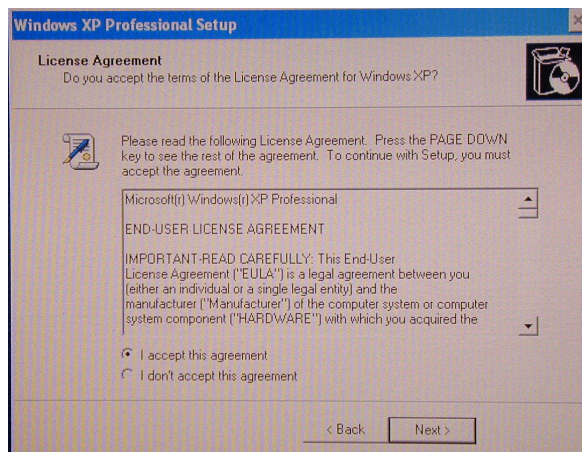 Windows XP Professional Setup
License Agreement
Do you accept the terms of the License Agreement for Windows XP?
Please read the following License Agreement. Press the PAGE DOWN
key to see the rest of the agreement. To continue with Setup, you must
accept the agreement.
Microsoft(r) Windows(r) XP Professional
END-USER LICENSE AGREEMENT
IMPORTANT-READ CAREFULLY: This End-User
License Agreement ("EULA") is a legal agreement between you
(either an individual or a single legal entity) and the
manufacturer ("Manufacturer") of the computer system or computer
system component ("HARDWARE") with which you acquired the
I accept this agreement
I don't accept this agreement
< Back
Next >